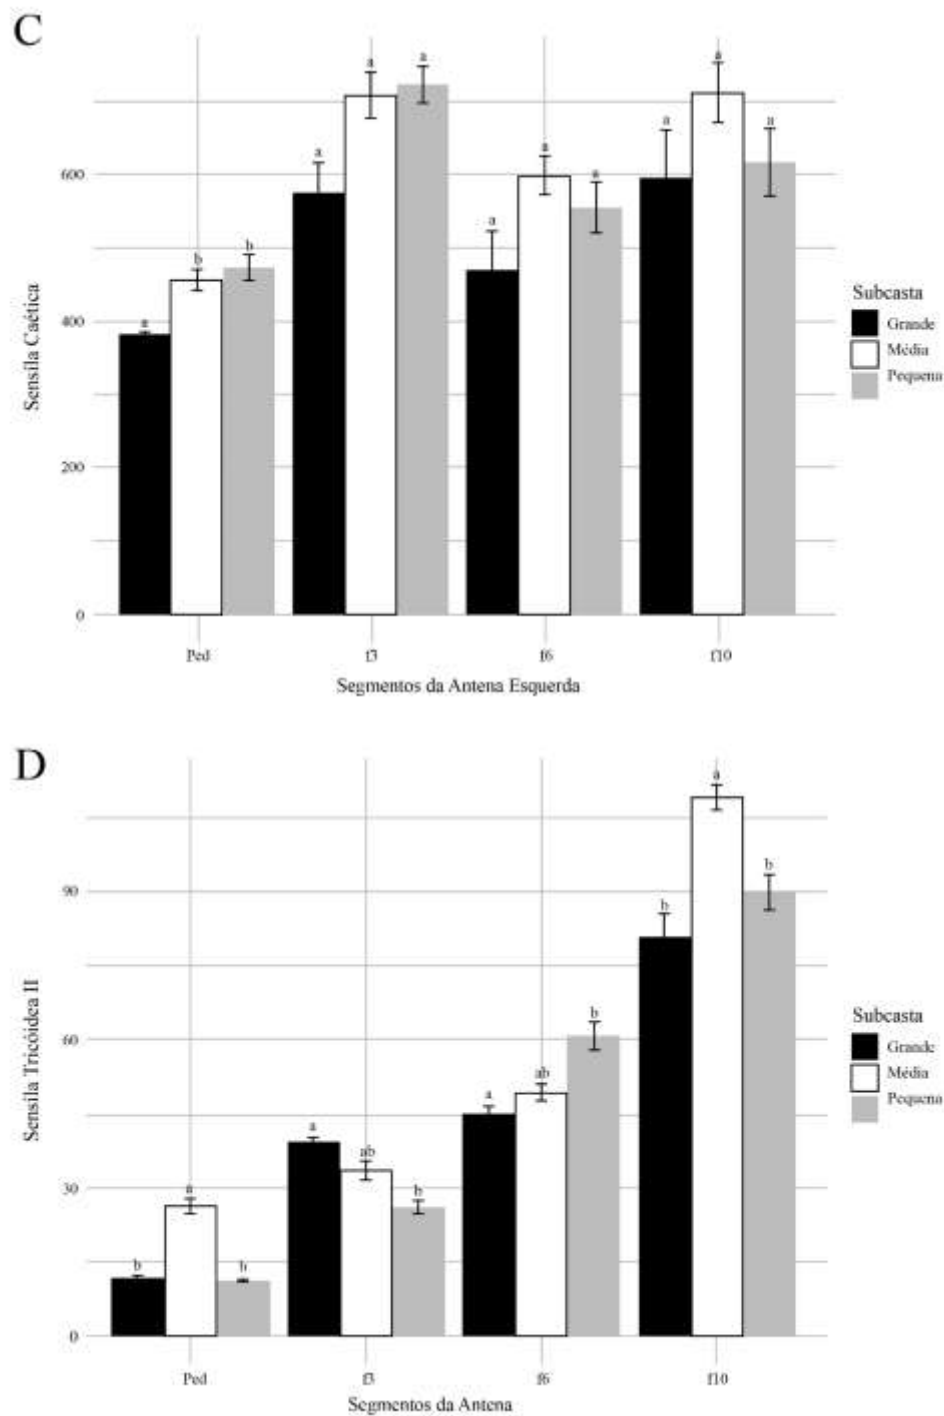 C
a
a
a
a
a
a
a
a
a
a
b
b
600
400
200
0
Sensila Caética
Ped
f3
f6
f10
Segmentos da Antena Esquerda
Subcasta
Grande
Média
Pequena
D
a
b
b
90
b
60
ab
a
a
ab
b
30
a
b
b
0
Sensila Tricóidea II
Ped
f3
f6
f10
Segmentos da Antena
Subcasta
Grande
Média
Pequena